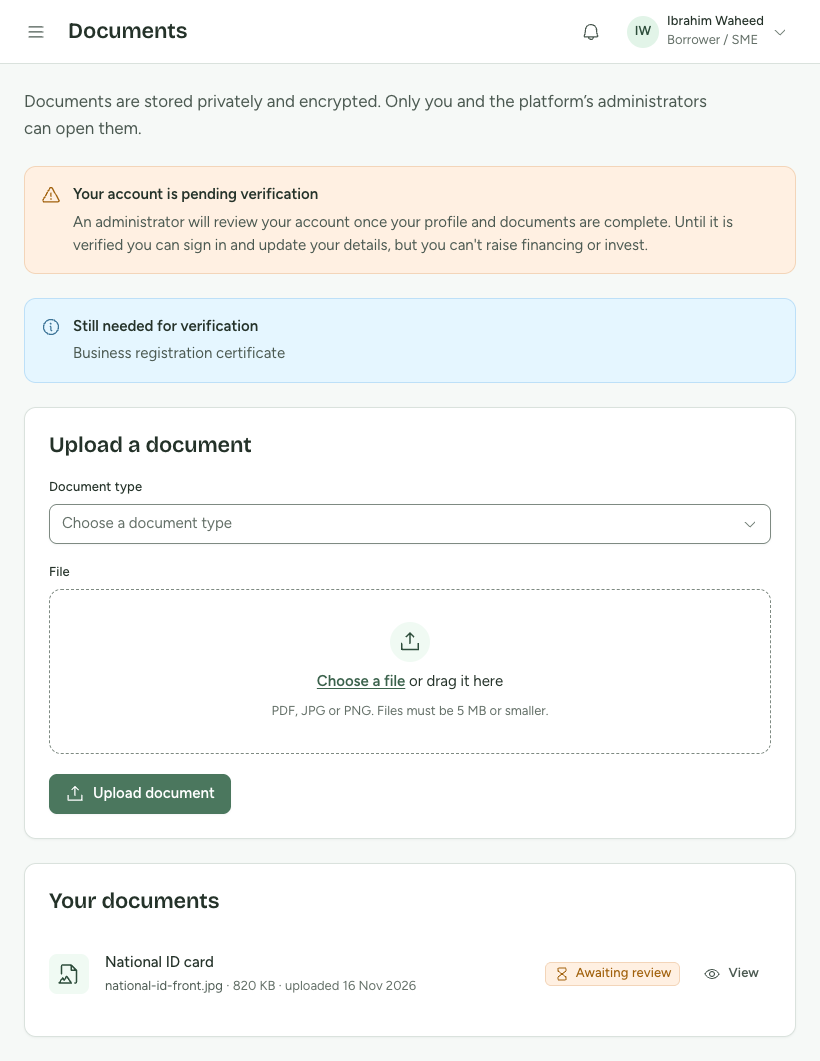 Documents
IW
Ibrahim Waheed
Borrower / SME
Documents are stored privately and encrypted. Only you and the platform’s administrators
can open them.
Your account is pending verification
An administrator will review your account once your profile and documents are complete. Until it is
verified you can sign in and update your details, but you can't raise financing or invest.
Still needed for verification
Business registration certificate
Upload a document
Document type
Choose a document type
File
Choose a file or drag it here
PDF, JPG or PNG. Files must be 5 MB or smaller.
Upload document
Your documents
National ID card
national-id-front.jpg · 820 KB · uploaded 16 Nov 2026
Awaiting review
View